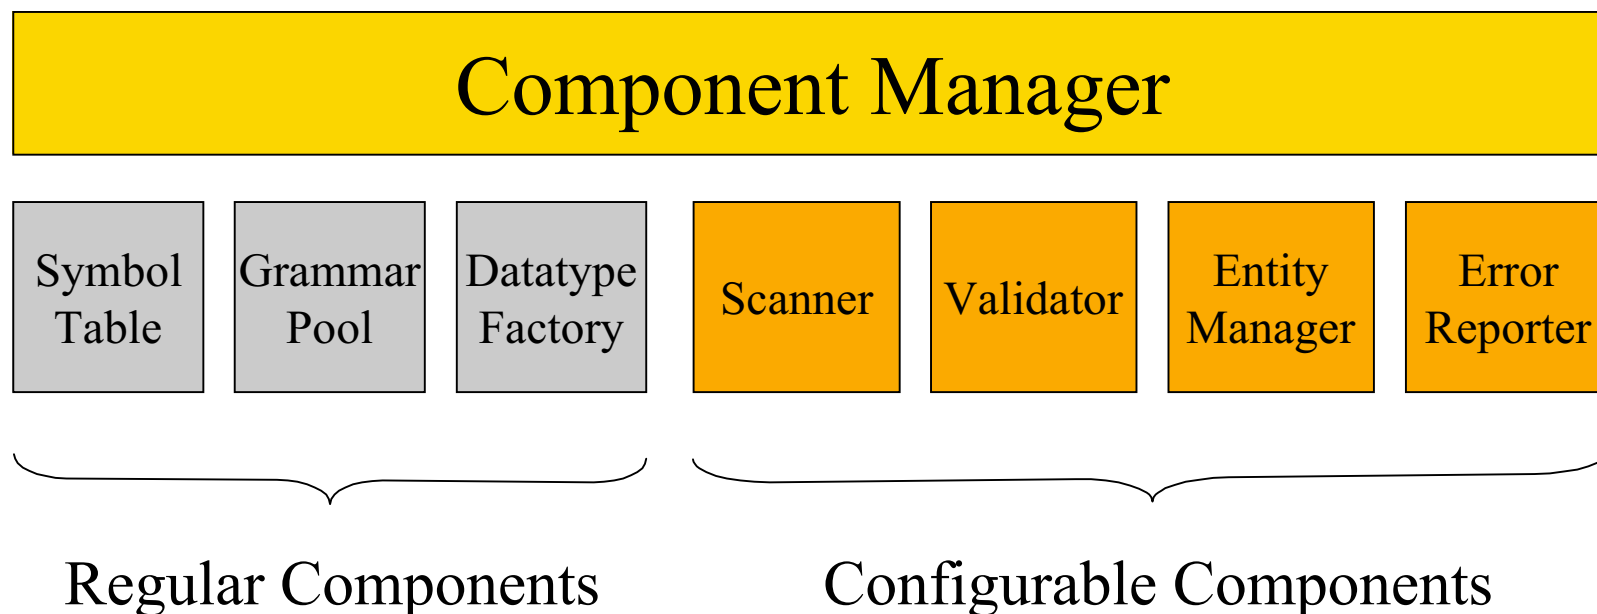 Component Manager
Symbol
Table
Grammar
Pool
Datatype
Factory
Scanner
Validator
Entity
Manager
Error
Reporter
Regular Components
Configurable Components